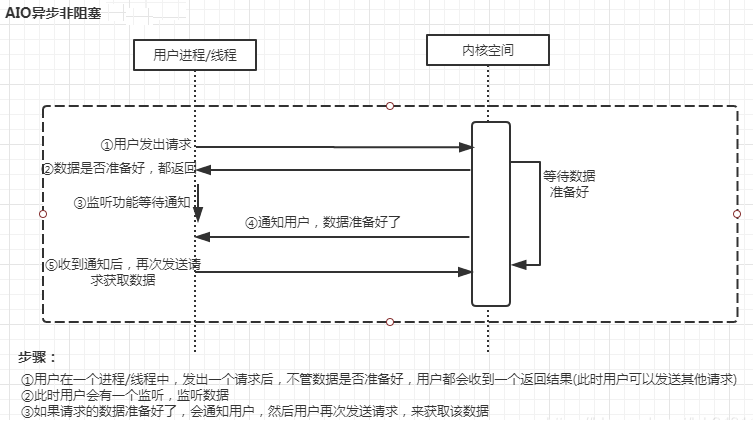 AIO异步非阻塞
用户进程/线程
内核空间
①用户发出请求
②数据是否准备好，都返回
等待数据
准备好
③监听功能等待通知
④通知用户，数据准备好了
⑤收到通知后，再次发送请
求获取数据
步骤：
①用户在一个进程/线程中，发出一个请求后，不管数据是否准备好，用户都会收到一个返回结果(此时用户可以发送其他请求)
②此时用户会有一个监听，监听数据
③如果请求的数据准备好了，会通知用户，然后用户再次发送请求，来获取该数据